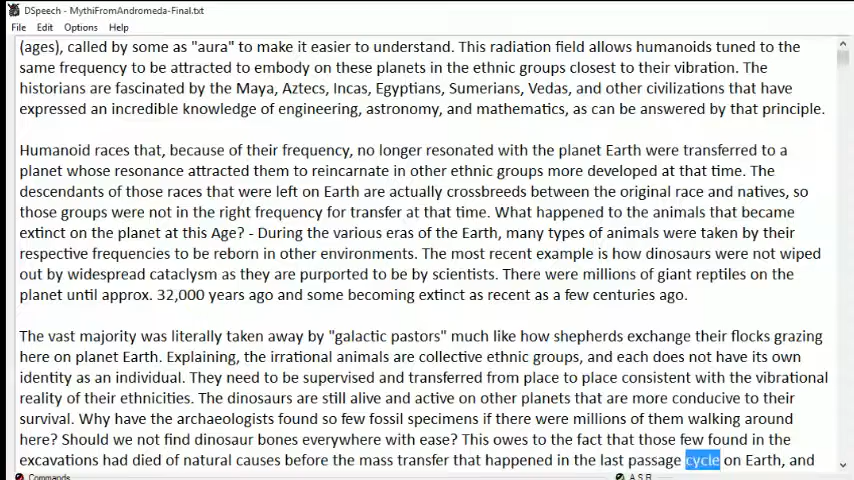 DSpeech - MythiFromAndromeda-Final.txt
File Edit Options Help
(ages), called by some as "aura" to make it easier to understand. This radiation field allows humanoids tuned to the
same frequency to be attracted to embody on these planets in the ethnic groups closest to their vibration. The
historians are fascinated by the Maya, Aztecs, Incas, Egyptians, Sumerians, Vedas, and other civilizations that have
expressed an incredible knowledge of engineering, astronomy, and mathematics, as can be answered by that principle.
Humanoid races that, because of their frequency, no longer resonated with the planet Earth were transferred to a
planet whose resonance attracted them to reincarnate in other ethnic groups more developed at that time. The
descendants of those races that were left on Earth are actually crossbreeds between the original race and natives, so
those groups were not in the right frequency for transfer at that time. What happened to the animals that became
extinct on the planet at this Age? - During the various eras of the Earth, many types of animals were taken by their
respective frequencies to be reborn in other environments. The most recent example is how dinosaurs were not wiped
out by widespread cataclysm as they are purported to be by scientists. There were millions of giant reptiles on the
planet until approx. 32,000 years ago and some becoming extinct as recent as a few centuries ago.
The vast majority was literally taken away by "galactic pastors" much like how shepherds exchange their flocks grazing
here on planet Earth. Explaining, the irrational animals are collective ethnic groups, and each does not have its own
identity as an individual. They need to be supervised and transferred from place to place consistent with the vibrational
reality of their ethnicities. The dinosaurs are still alive and active on other planets that are more conducive to their
survival. Why have the archaeologists found so few fossil specimens if there were millions of them walking around
here? Should we not find dinosaur bones everywhere with ease? This owes to the fact that those few found in the
excavations had died of natural causes before the mass transfer that happened in the last passage cycle on Earth, and
Commands A.S.R